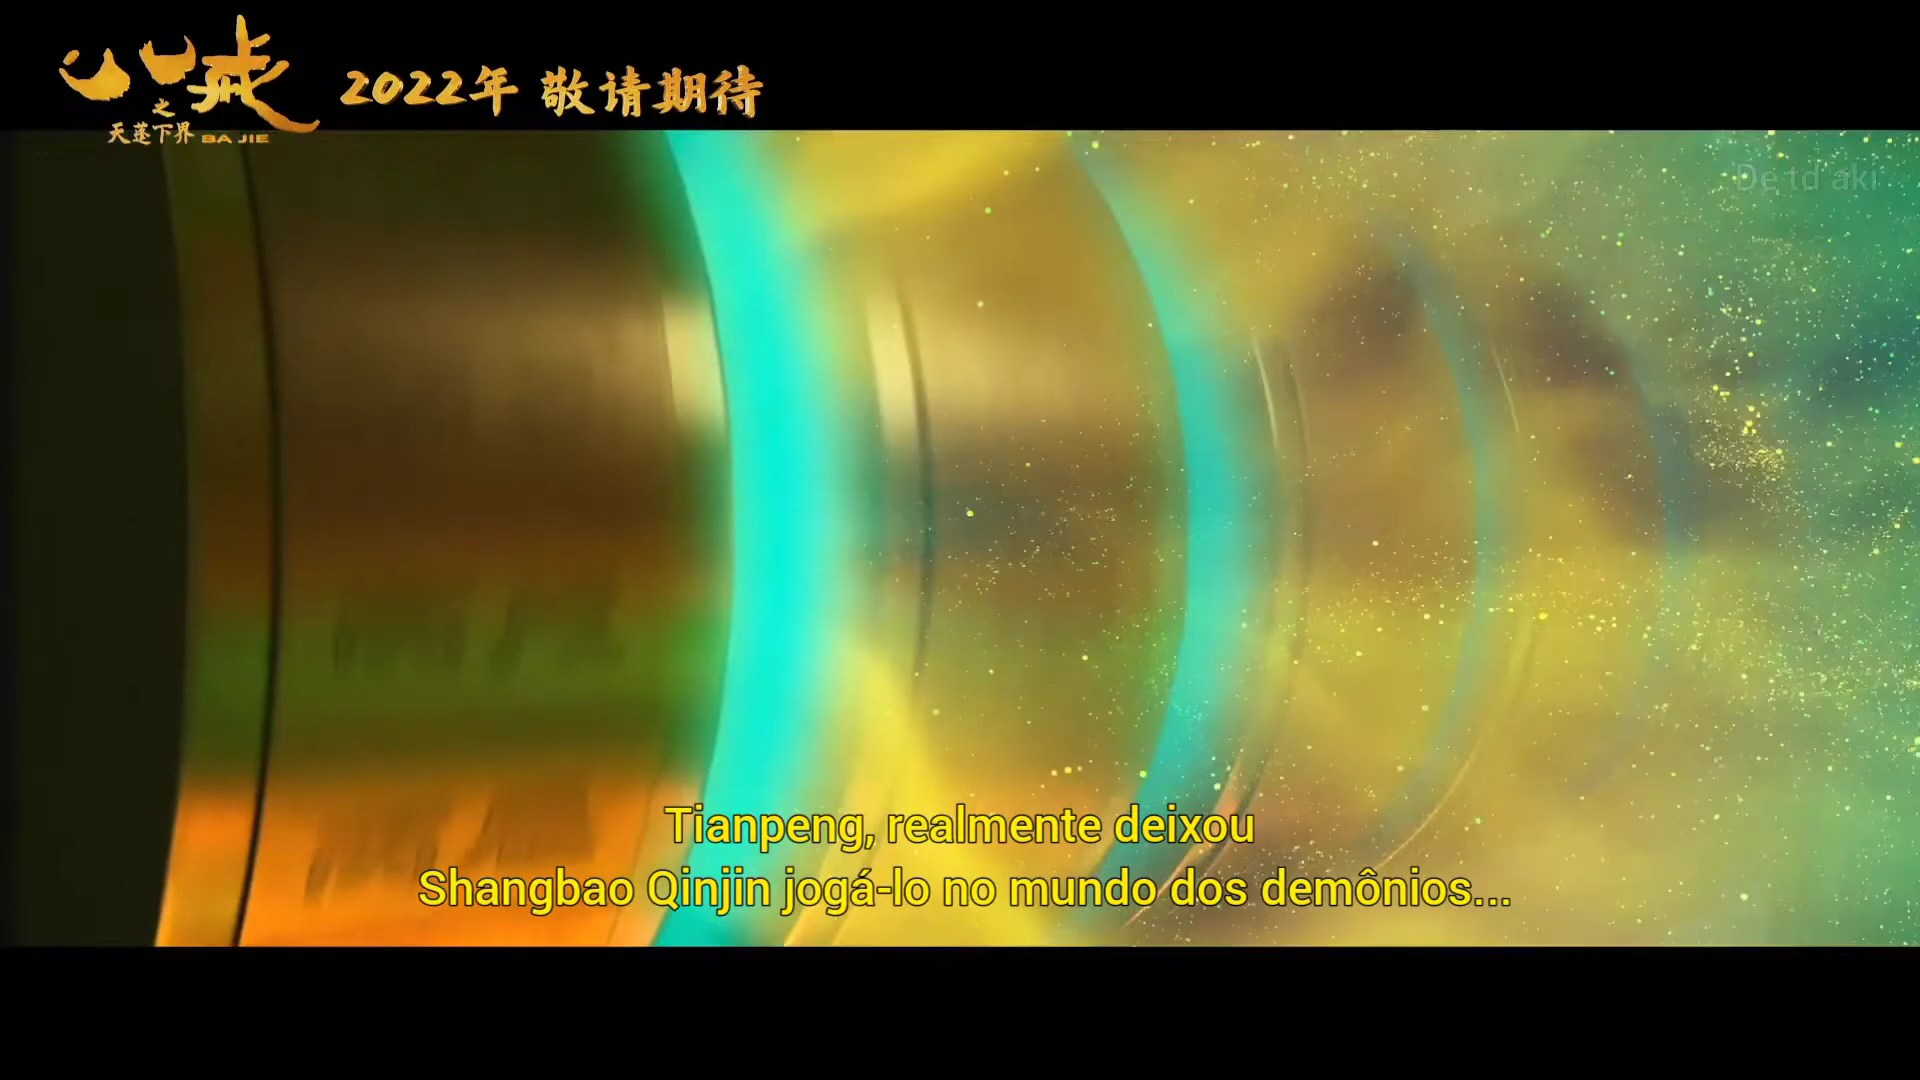 八戒
之
天蓬下界 BA JIE
2022年 敬请期待
De td aki
Tianpeng, realmente deixou
Shangbao Qinjin jogá-lo no mundo dos demônios...